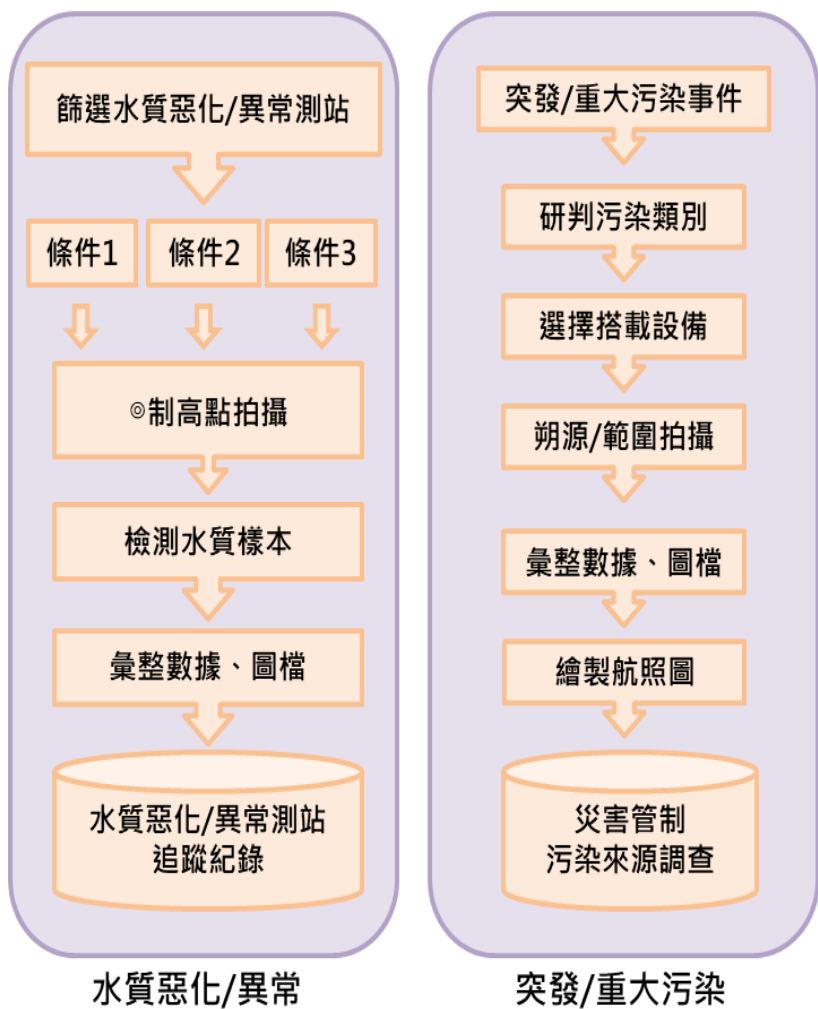 篩選水質惡化/異常測站
條件1
條件2
條件3
◎制高點拍攝
檢測水質樣本
彙整數據、圖檔
水質惡化/異常測站
追蹤紀錄
水質惡化/異常
突發/重大污染事件
研判污染類別
選擇搭載設備
朔源/範圍拍攝
彙整數據、圖檔
繪製航照圖
災害管制
污染來源調查
突發/重大污染